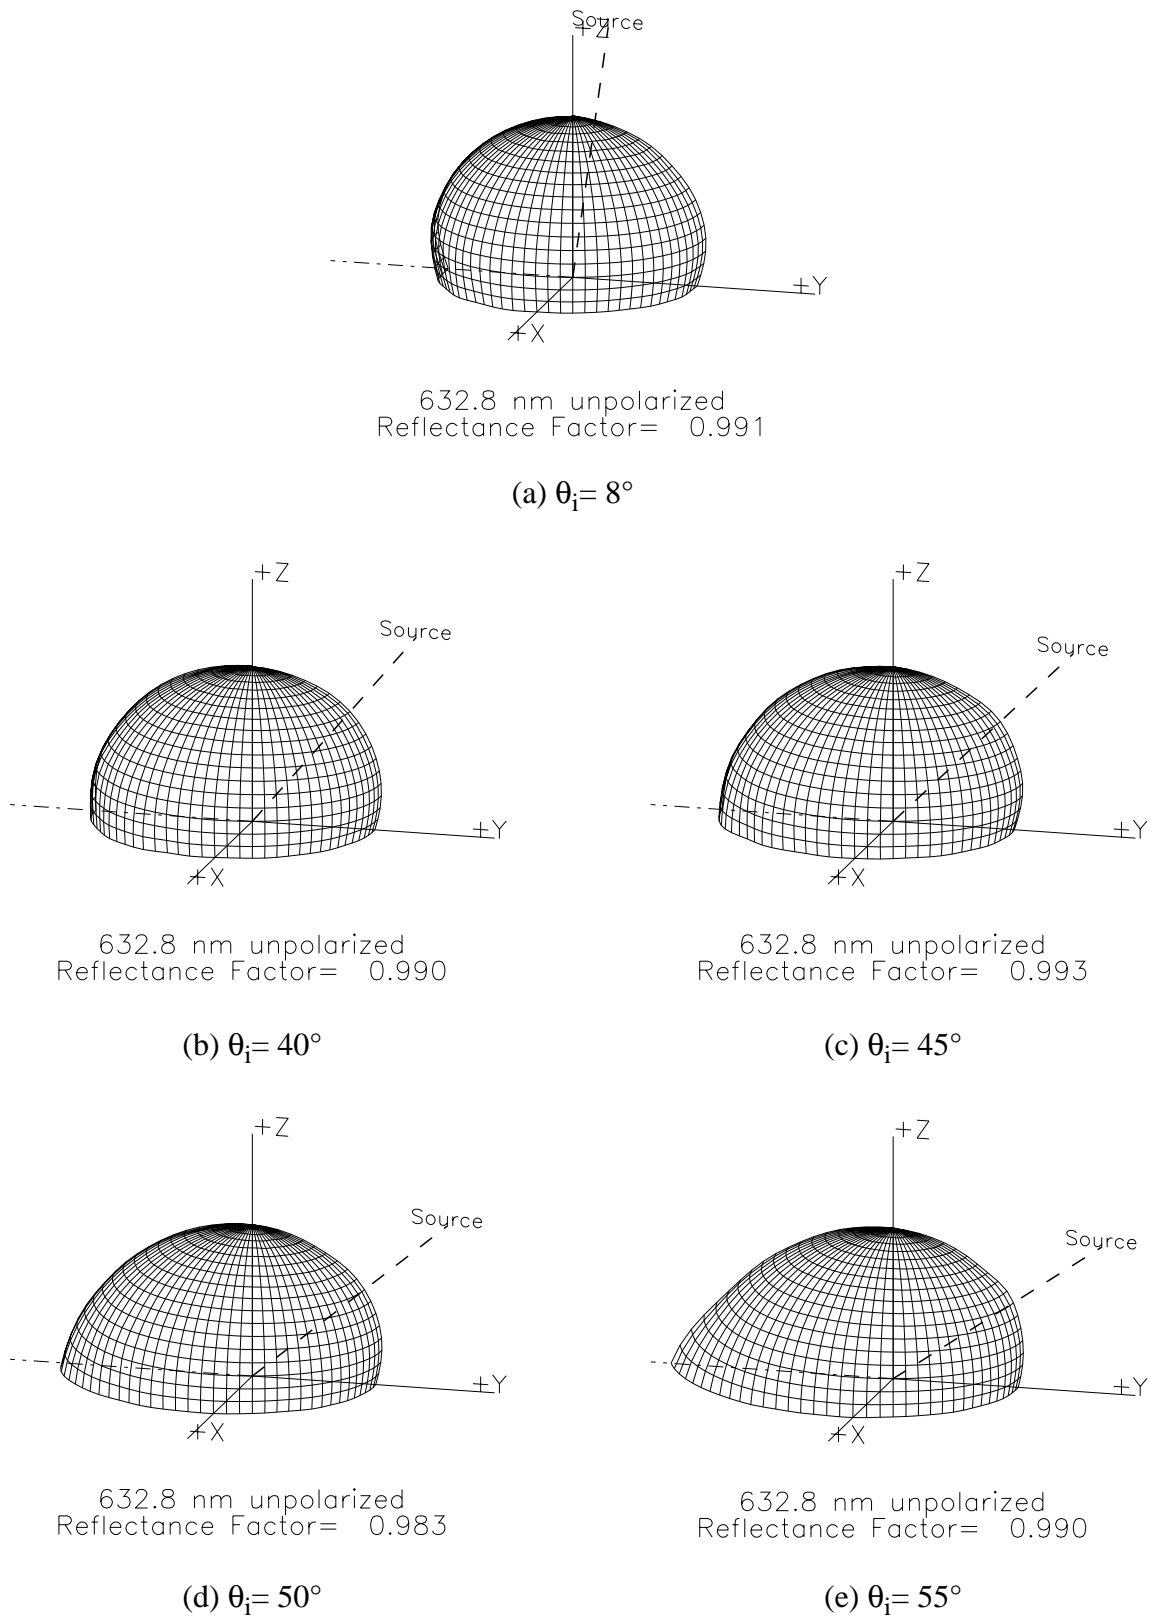 Source
+Z
+Y
+X
632.8 nm unpolarized
Reflectance Factor= 0.991
(a) θi= 8°
+Z
Source
+Y
+X
632.8 nm unpolarized
Reflectance Factor= 0.990
(b) θi= 40°
+Z
Source
+Y
+X
632.8 nm unpolarized
Reflectance Factor= 0.993
(c) θi= 45°
+Z
Source
+Y
+X
632.8 nm unpolarized
Reflectance Factor= 0.983
(d) θi= 50°
+Z
Source
+Y
+X
632.8 nm unpolarized
Reflectance Factor= 0.990
(e) θi= 55°